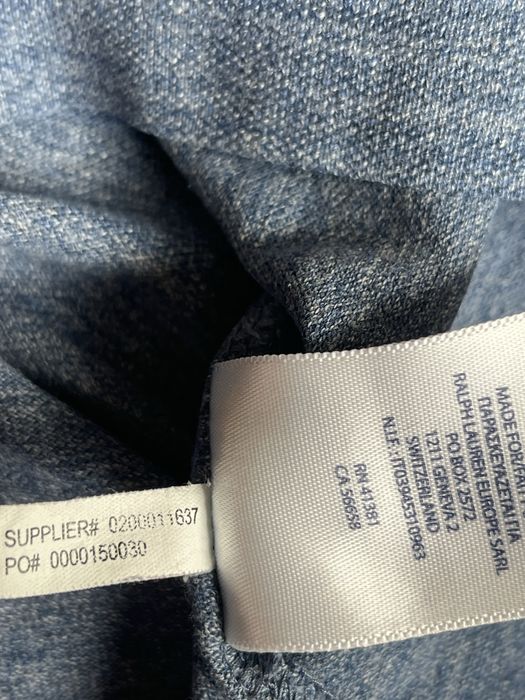 SUPPLIER# 0200011637
PO# 0000150030
MADE FOR/
ΠΑΡΑΣΚΕΥΑΖΕΤΑΙ ΓΙΑ
RALPH LAUREN EUROPE SARL
PO BOX 2572
1211 GENEVA 2
SWITZERLAND
N.I.F.: IT03945310963
RN 41381
CA 56658